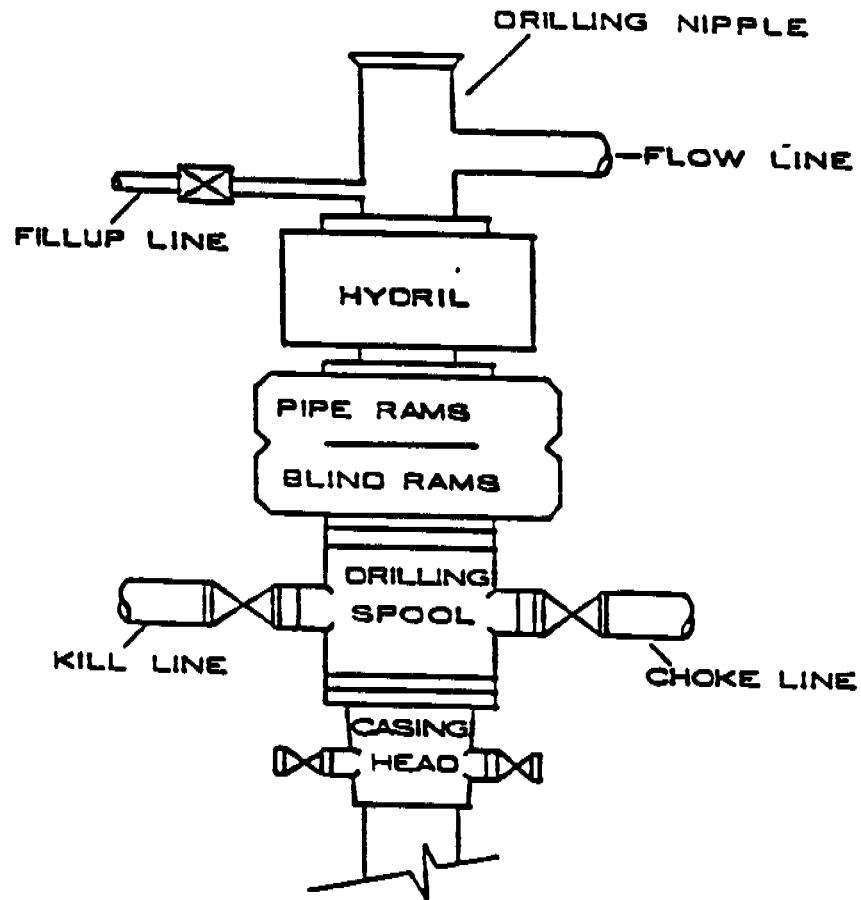 DRILLING NIPPLE
FLOW LINE
FILLUP LINE
HYDRIL
PIPE RAMS
BLIND RAMS
DRILLING
SPOOL
KILL LINE
CHOKE LINE
CASING
HEAD